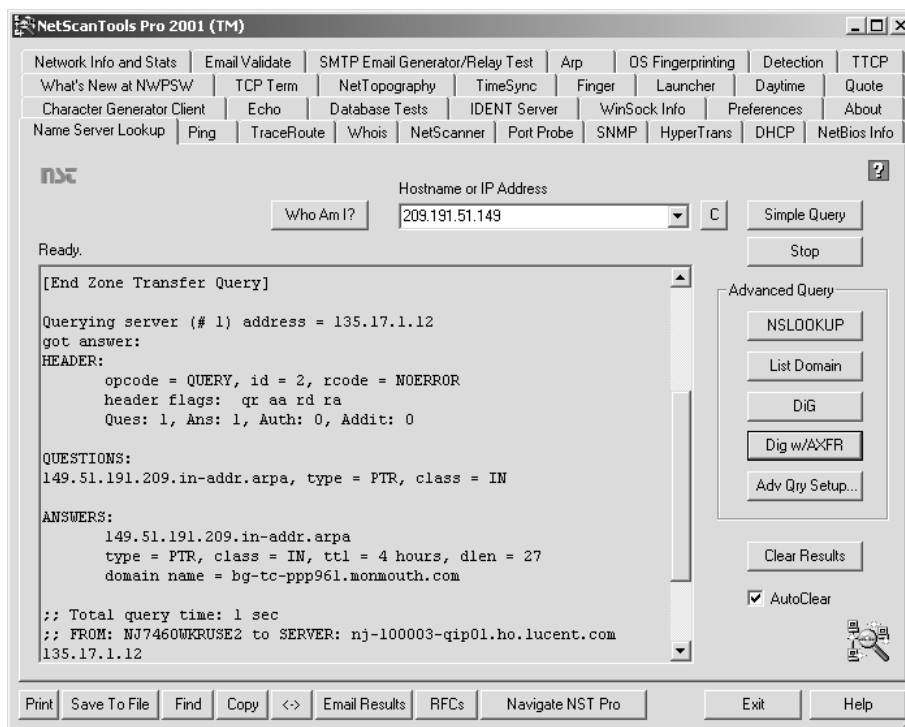 NetScanTools Pro 2001 (TM)
Network Info and Stats Email Validate SMTP Email Generator/Relay Test Arp OS Fingerprinting Detection TTCP
What's New at NWPSW TCP Term NetTopography TimeSync Finger Launcher Daytime Quote
Character Generator Client Echo Database Tests IDENT Server WinSock Info Preferences About
Name Server Lookup Ping TraceRoute Whois NetScanner Port Probe SNMP HyperTrans DHCP NetBios Info
nst
?
Hostname or IP Address
Who Am I? 209.191.51.149 C Simple Query
Ready.
Stop
[End Zone Transfer Query]
Querying server (# 1) address = 135.17.1.12
got answer:
HEADER:
opcode = QUERY, id = 2, rcode = NOERROR
header flags: qr aa rd ra
Ques: 1, Ans: 1, Auth: 0, Addit: 0
QUESTIONS:
149.51.191.209.in-addr.arpa, type = PTR, class = IN
ANSWERS:
149.51.191.209.in-addr.arpa
type = PTR, class = IN, ttl = 4 hours, dlen = 27
domain name = bg-tc-ppp961.monmouth.com
;; Total query time: 1 sec
;; FROM: NJ7460WKRUSE2 to SERVER: nj-100003-qip01.ho.lucent.com
135.17.1.12
Advanced Query
NSLOOKUP
List Domain
DiG
Dig w/AXFR
Adv Qry Setup...
Clear Results
AutoClear
Print Save To File Find Copy <-> Email Results RFCs Navigate NST Pro Exit Help